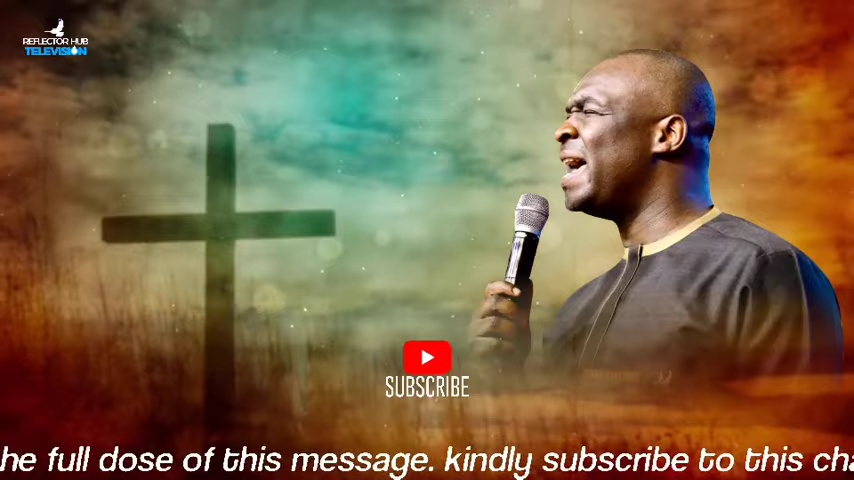 REFLECTOR HUB
TELEVISION
SUBSCRIBE
he full dose of this message. kindly subscribe to this cha